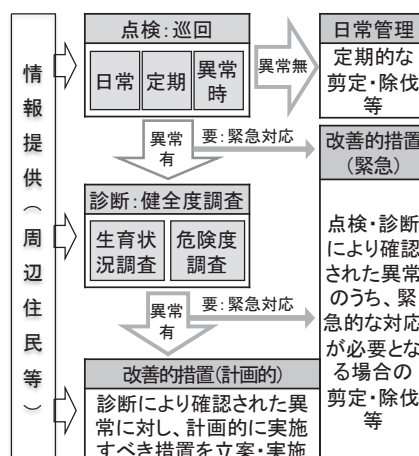 情報提供（周辺住民等）
点検：巡回
日常
定期
異常
時
異常無
日常管理
定期的な
剪定・除伐
等
異常
有
要：緊急対応
改善的措置
（緊急）
点検・診断
により確認
された異常
のうち、緊
急的な対応
が必要とな
る場合の
剪定・除伐
等
診断：健全度調査
生育状
況調査
危険度
調査
異常
有
要：緊急対応
改善的措置（計画的）
診断により確認された異
常に対し、計画的に実施
すべき措置を立案・実施